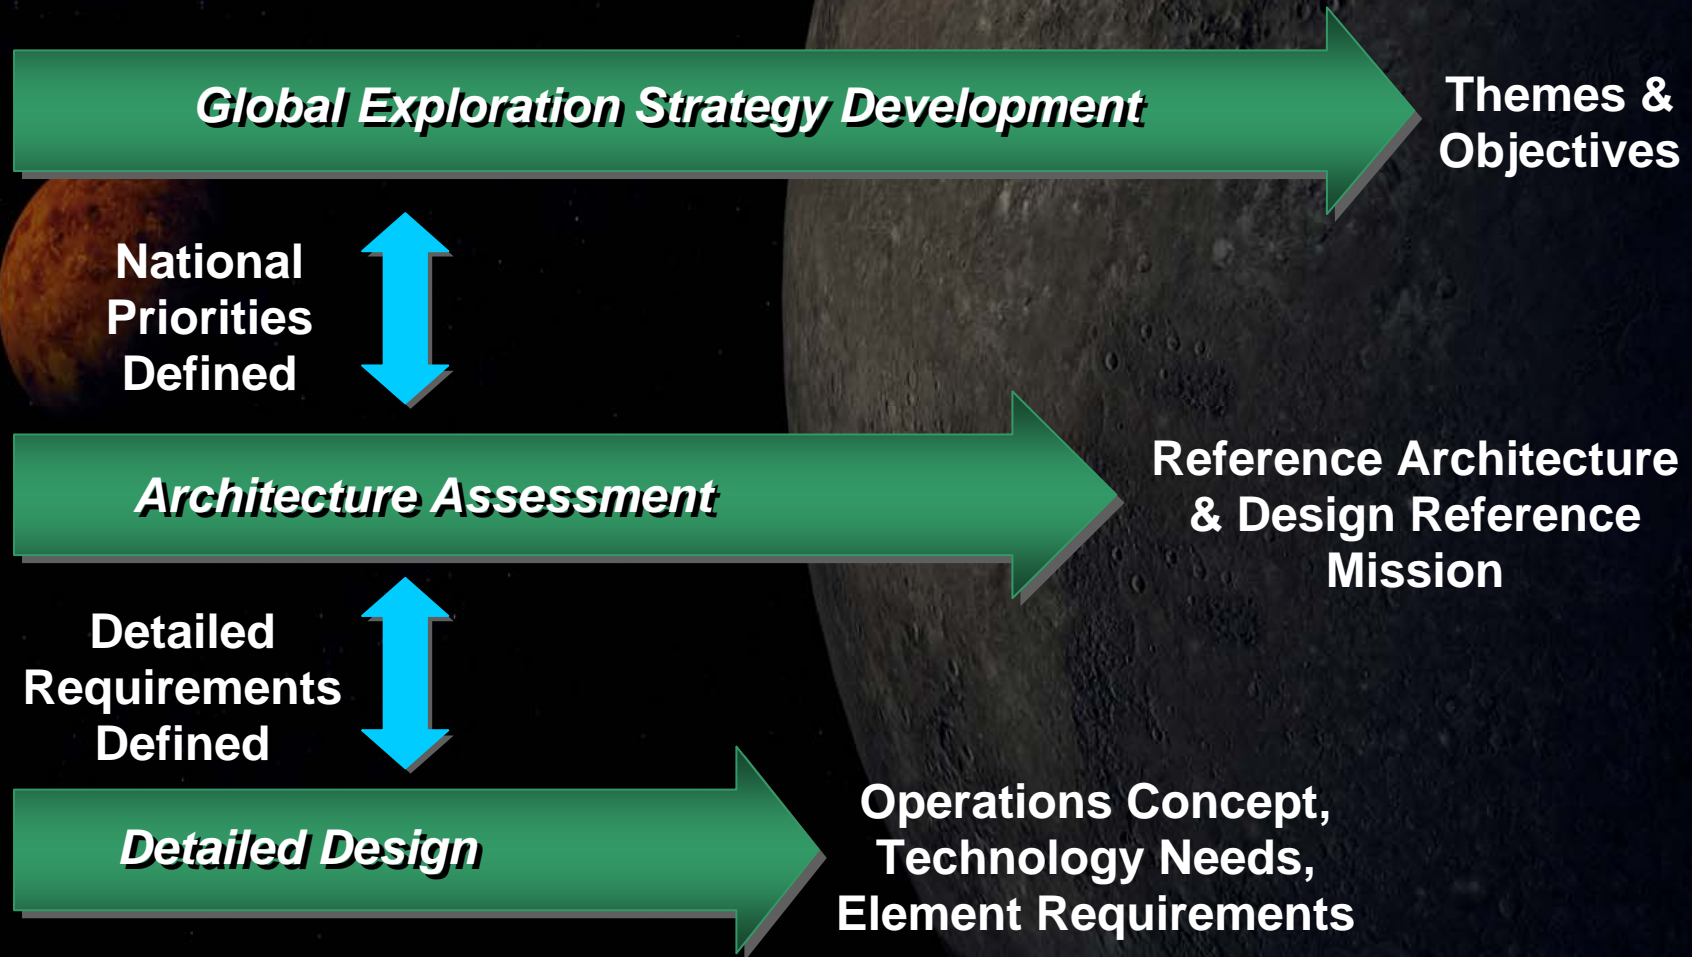 Global Exploration Strategy Development
Themes &
Objectives
National
Priorities
Defined
Architecture Assessment
Reference Architecture
& Design Reference
Mission
Detailed
Requirements
Defined
Detailed Design
Operations Concept,
Technology Needs,
Element Requirements